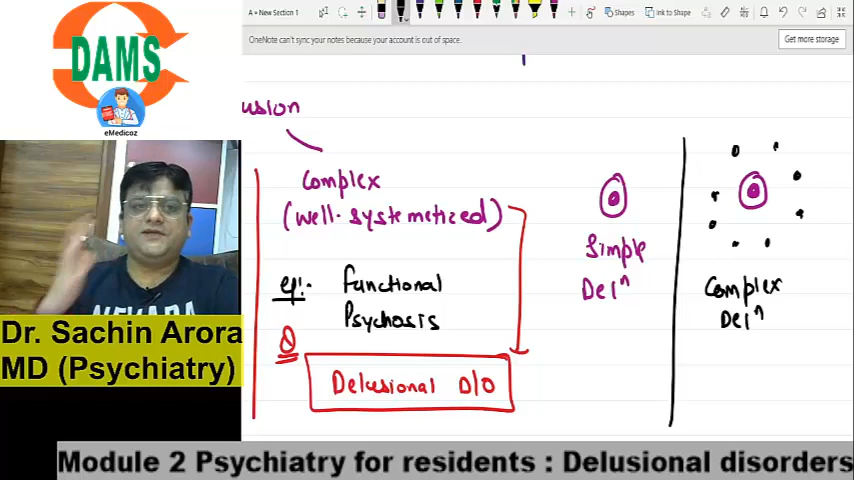 DAMS
eMedicoz
A = New Section 1
Shapes
Ink to Shape
OneNote can't sync your notes because your account is out of space.
Get more storage
usion
Complex
(well-systemetized)
eg:- Functional
Psychosis
Q
Delusional D/O
Simple
Delⁿ
Complex
Delⁿ
NEVADA
Dr. Sachin Arora
MD (Psychiatry)
Module 2 Psychiatry for residents : Delusional disorders